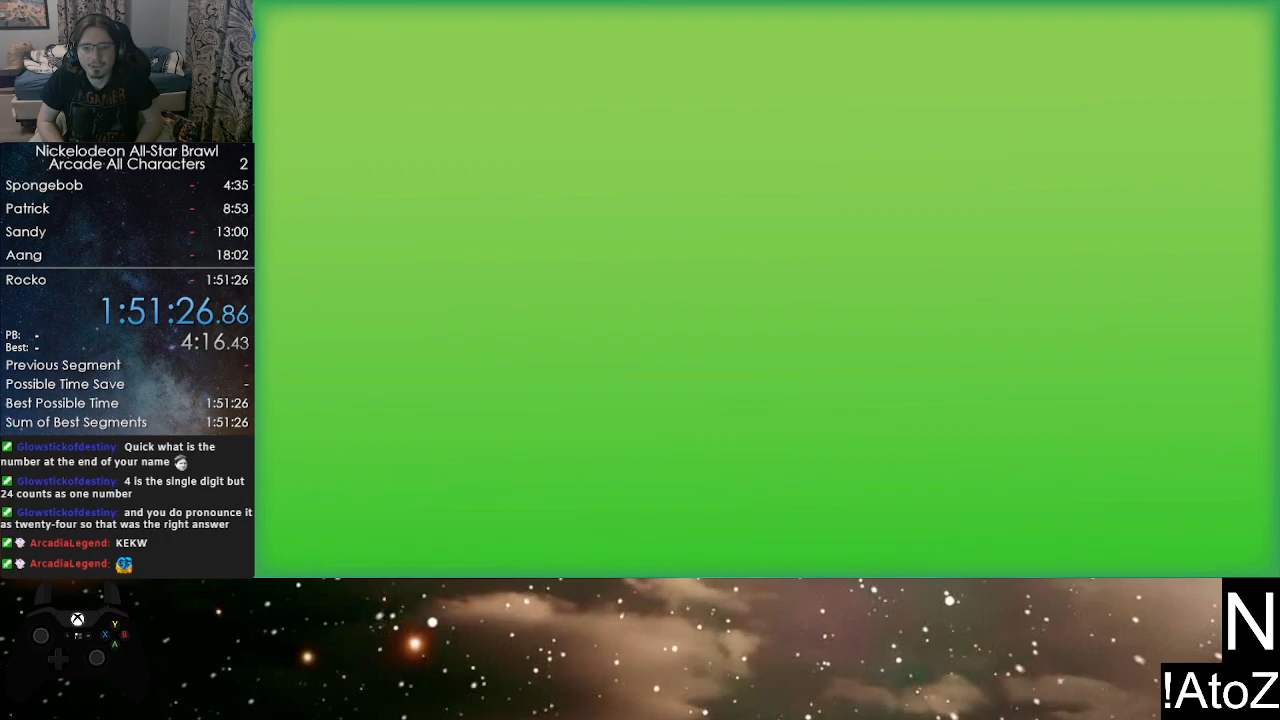 Nickelodeon All-Star Brawl
Arcade All Characters 2
Spongebob - 4:35
Patrick - 8:53
Sandy - 13:00
Aang - 18:02
Rocko - 1:51:26
1:51:26.86
PB: -
Best: -
4:16.43
Previous Segment -
Possible Time Save -
Best Possible Time 1:51:26
Sum of Best Segments 1:51:26
Glowstickofdestiny: Quick what is the
number at the end of your name
Glowstickofdestiny: 4 is the single digit but
24 counts as one number
Glowstickofdestiny: and you do pronounce it
as twenty-four so that was the right answer
ArcadiaLegend: KEKW
ArcadiaLegend:
Y
X B
A
N
!AtoZ